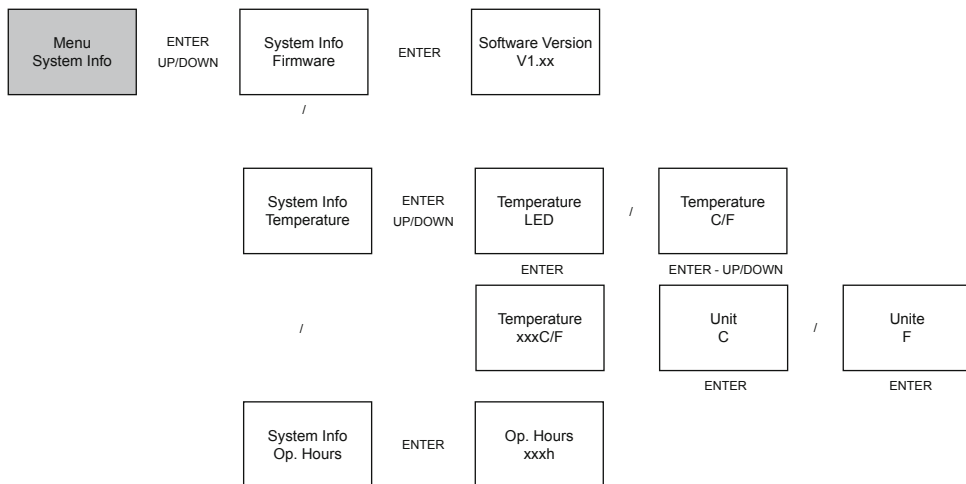 Menu
System Info
ENTER
UP/DOWN
System Info
Firmware
ENTER
Software Version
V1.xx
/
System Info
Temperature
ENTER
UP/DOWN
Temperature
LED
/
Temperature
C/F
ENTER
ENTER - UP/DOWN
/
Temperature
xxxC/F
Unit
C
/
Unite
F
ENTER
ENTER
System Info
Op. Hours
ENTER
Op. Hours
xxxh